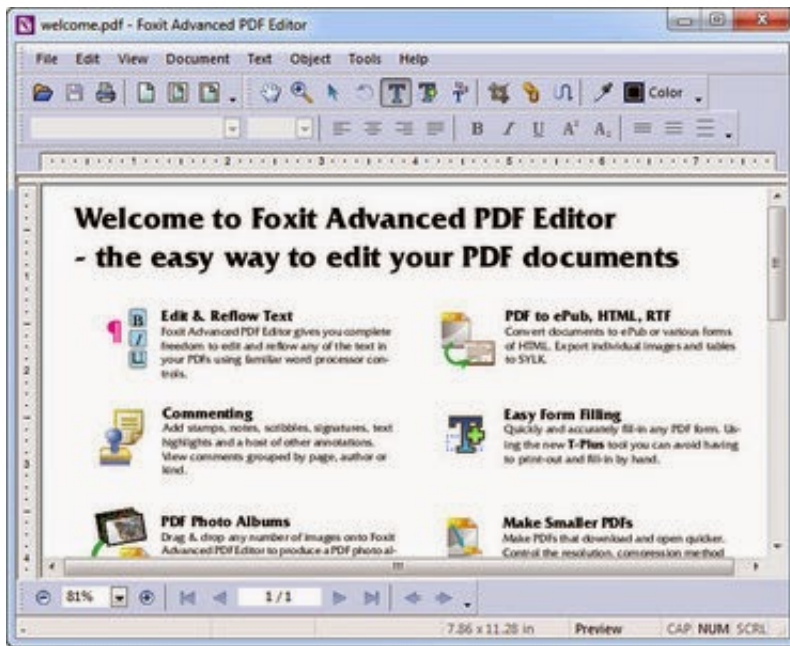 welcome.pdf - Foxit Advanced PDF Editor
File Edit View Document Text Object Tools Help
Color
B I U A² A₂
1 2 3 4 5 6 7
Welcome to Foxit Advanced PDF Editor
- the easy way to edit your PDF documents
Edit & Reflow Text
Foxit Advanced PDF Editor gives you complete
freedom to edit and reflow any of the text in
your PDFs using familiar word processor con-
trols.
PDF to ePub, HTML, RTF
Convert documents to ePub or various forms
of HTML. Export individual images and tables
to SYLK.
Commenting
Add stamps, notes, scribbles, signatures, text
highlights and a host of other annotations.
View comments grouped by page, author or
kind.
Easy Form Filling
Quickly and accurately fill-in any PDF form. Us-
ing the new T-Plus tool you can avoid having
to print-out and fill-in by hand.
PDF Photo Albums
Drag & drop any number of images onto Foxit
Advanced PDF Editor to produce a PDF photo al-
Make Smaller PDFs
Make PDFs that download and open quicker.
Control the resolution, compression method
81% 1 / 1
7.86 x 11.28 in Preview CAP NUM SCRL